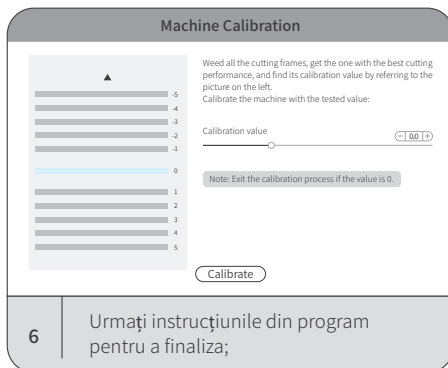 Machine Calibration
Weed all the cutting frames, get the one with the best cutting
performance, and find its calibration value by referring to the
picture on the left.
Calibrate the machine with the tested value:
-5
-4
-3
-2
-1
0
1
2
3
4
5
Calibration value
− 0.0 +
Note: Exit the calibration process if the value is 0.
Calibrate
6
Urmați instrucțiunile din program
pentru a finaliza;